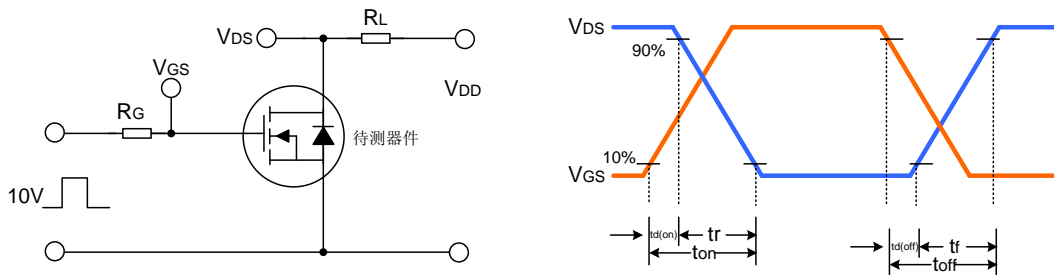 VDS
RL
VGS
VDD
RG
待测器件
10V
VDS
90%
10%
VGS
td(on)
tr
ton
td(off)
tf
toff